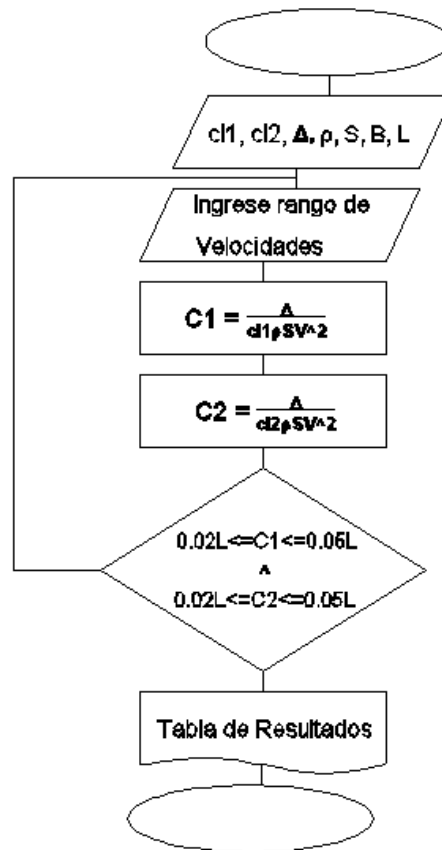 cl1, cl2, Δ, ρ, S, B, L
Ingrese rango de
Velocidades
C1 = Δ / cl1ρSV^2
C2 = Δ / cl2ρSV^2
0.02L<=C1<=0.05L
^
0.02L<=C2<=0.05L
Tabla de Resultados